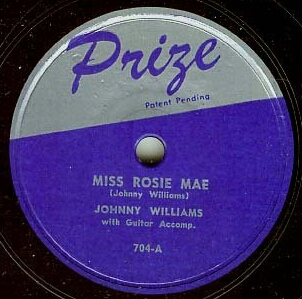 Prize
Patent Pending
MISS ROSIE MAE
(Johnny Williams)
JOHNNY WILLIAMS
with Guitar Accomp.
704-A